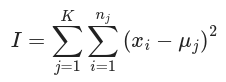 I = \sum_{j=1}^{K} \sum_{i=1}^{n_j} (x_i - \mu_j)^2